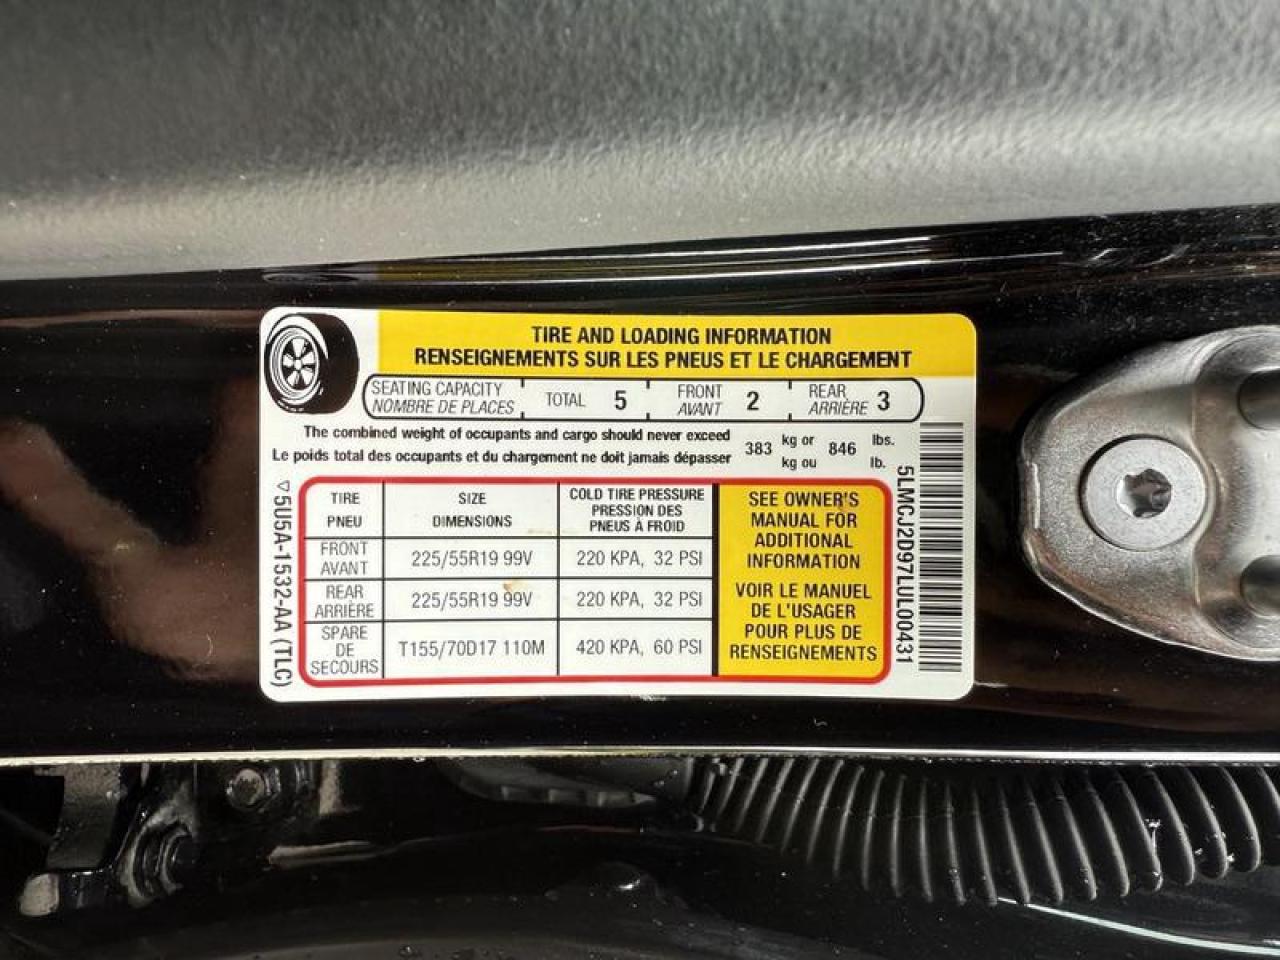 TIRE AND LOADING INFORMATION
RENSEIGNEMENTS SUR LES PNEUS ET LE CHARGEMENT
SEATING CAPACITY
NOMBRE DE PLACES
TOTAL 5
FRONT
AVANT 2
REAR
ARRIÈRE 3
The combined weight of occupants and cargo should never exceed 383 kg or 846 lbs.
Le poids total des occupants et du chargement ne doit jamais dépasser kg ou lb.
TIRE
PNEU
SIZE
DIMENSIONS
COLD TIRE PRESSURE
PRESSION DES
PNEUS À FROID
FRONT
AVANT
225/55R19 99V
220 KPA, 32 PSI
REAR
ARRIÈRE
225/55R19 99V
220 KPA, 32 PSI
SPARE
DE
SECOURS
T155/70D17 110M
420 KPA, 60 PSI
SEE OWNER'S
MANUAL FOR
ADDITIONAL
INFORMATION
VOIR LE MANUEL
DE L'USAGER
POUR PLUS DE
RENSEIGNEMENTS
5U5A-1532-AA (TLC)
5LMCJ2D97LUL00431